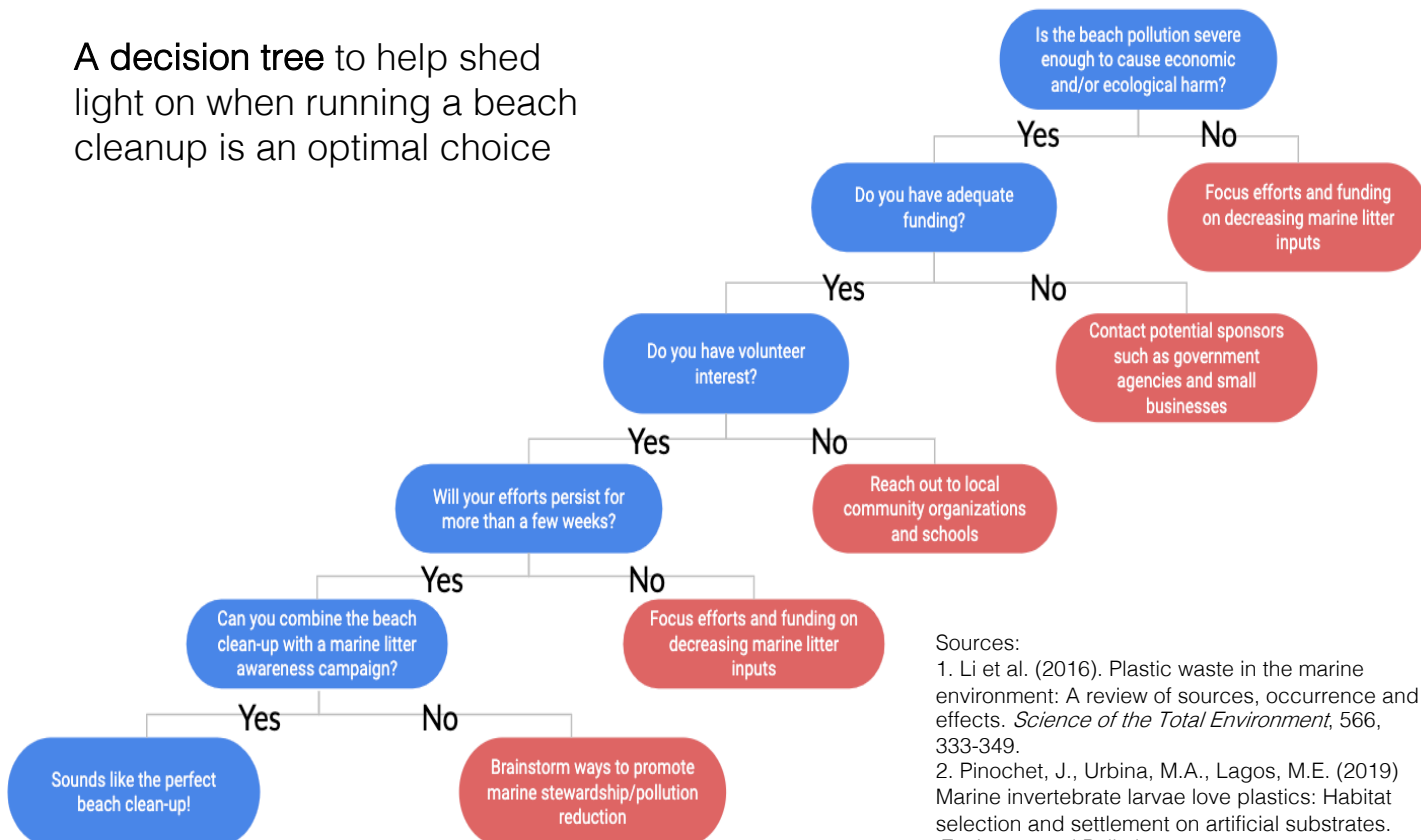 A decision tree to help shed
light on when running a beach
cleanup is an optimal choice
Is the beach pollution severe
enough to cause economic
and/or ecological harm?
Yes
No
Do you have adequate
funding?
Focus efforts and funding
on decreasing marine litter
inputs
Yes
No
Do you have volunteer
interest?
Contact potential sponsors
such as government
agencies and small
businesses
Yes
No
Will your efforts persist for
more than a few weeks?
Reach out to local
community organizations
and schools
Yes
No
Can you combine the beach
clean-up with a marine litter
awareness campaign?
Focus efforts and funding on
decreasing marine litter
inputs
Yes
No
Sounds like the perfect
beach clean-up!
Brainstorm ways to promote
marine stewardship/pollution
reduction
Sources:
1. Li et al. (2016). Plastic waste in the marine
environment: A review of sources, occurrence and
effects. Science of the Total Environment, 566,
333-349.
2. Pinochet, J., Urbina, M.A., Lagos, M.E. (2019)
Marine invertebrate larvae love plastics: Habitat
selection and settlement on artificial substrates.